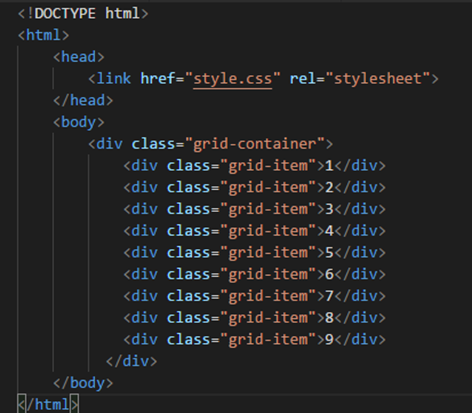 <!DOCTYPE html>
<html>
<head>
<link href="style.css" rel="stylesheet">
</head>
<body>
<div class="grid-container">
<div class="grid-item">1</div>
<div class="grid-item">2</div>
<div class="grid-item">3</div>
<div class="grid-item">4</div>
<div class="grid-item">5</div>
<div class="grid-item">6</div>
<div class="grid-item">7</div>
<div class="grid-item">8</div>
<div class="grid-item">9</div>
</div>
</body>
</html>